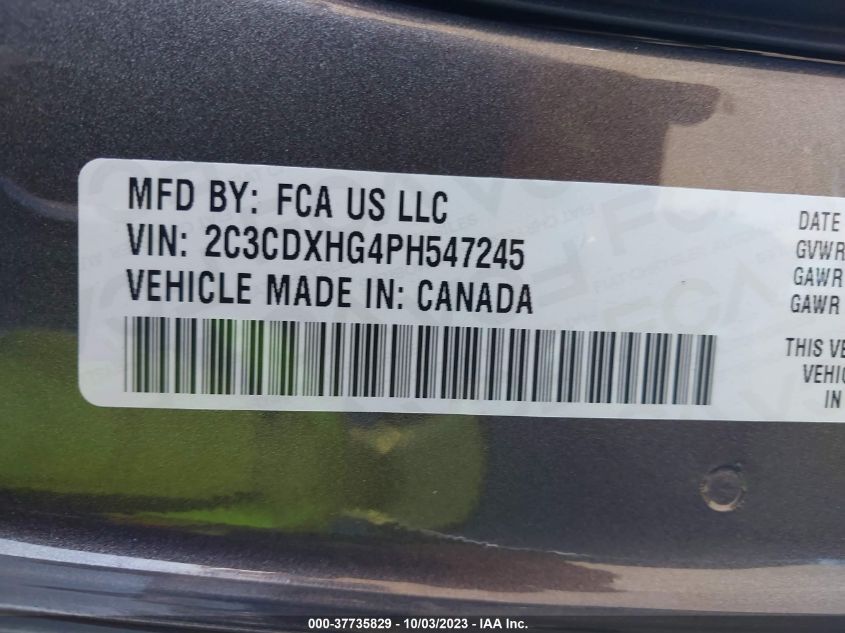 MFD BY: FCA US LLC
VIN: 2C3CDXHG4PH547245
VEHICLE MADE IN: CANADA
DATE
GVWR
GAWR
GAWR
THIS VE
VEHI
IN
000-37735829 - 10/03/2023 - IAA Inc.